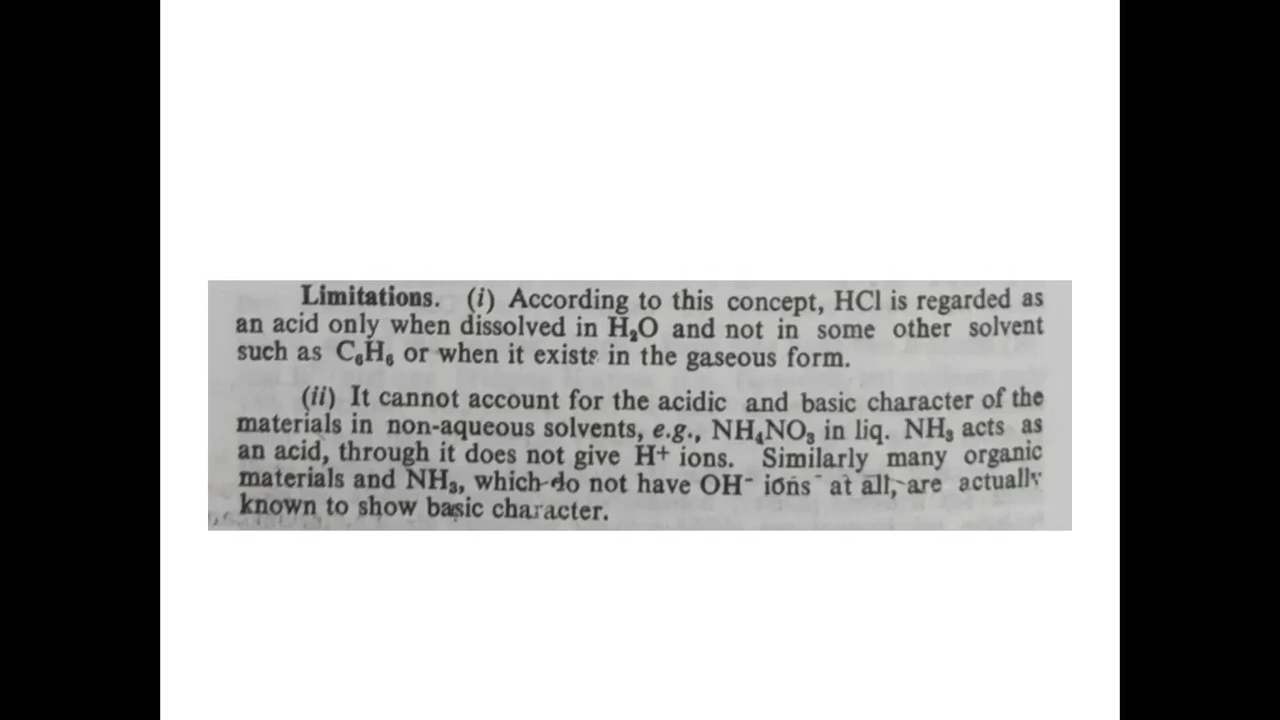 Limitations. (i) According to this concept, HCl is regarded as
an acid only when dissolved in H₂O and not in some other solvent
such as C₆H₆ or when it exists in the gaseous form.
(ii) It cannot account for the acidic and basic character of the
materials in non-aqueous solvents, e.g., NH₄NO₃ in liq. NH₃ acts as
an acid, through it does not give H⁺ ions. Similarly many organic
materials and NH₃, which do not have OH⁻ ions at all, are actually
known to show basic character.